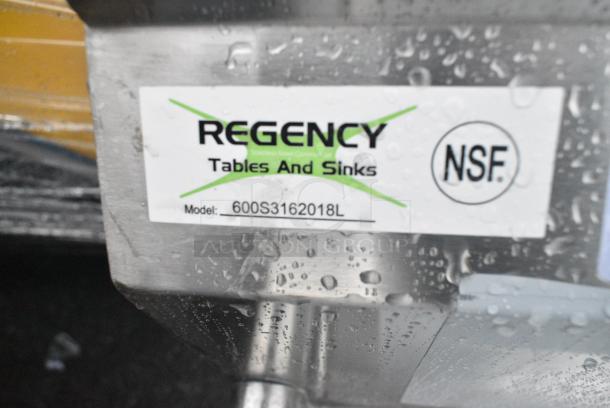 REGENCY
Tables And Sinks
NSF.
Model: 600S3162018L
AUCTION GROUP